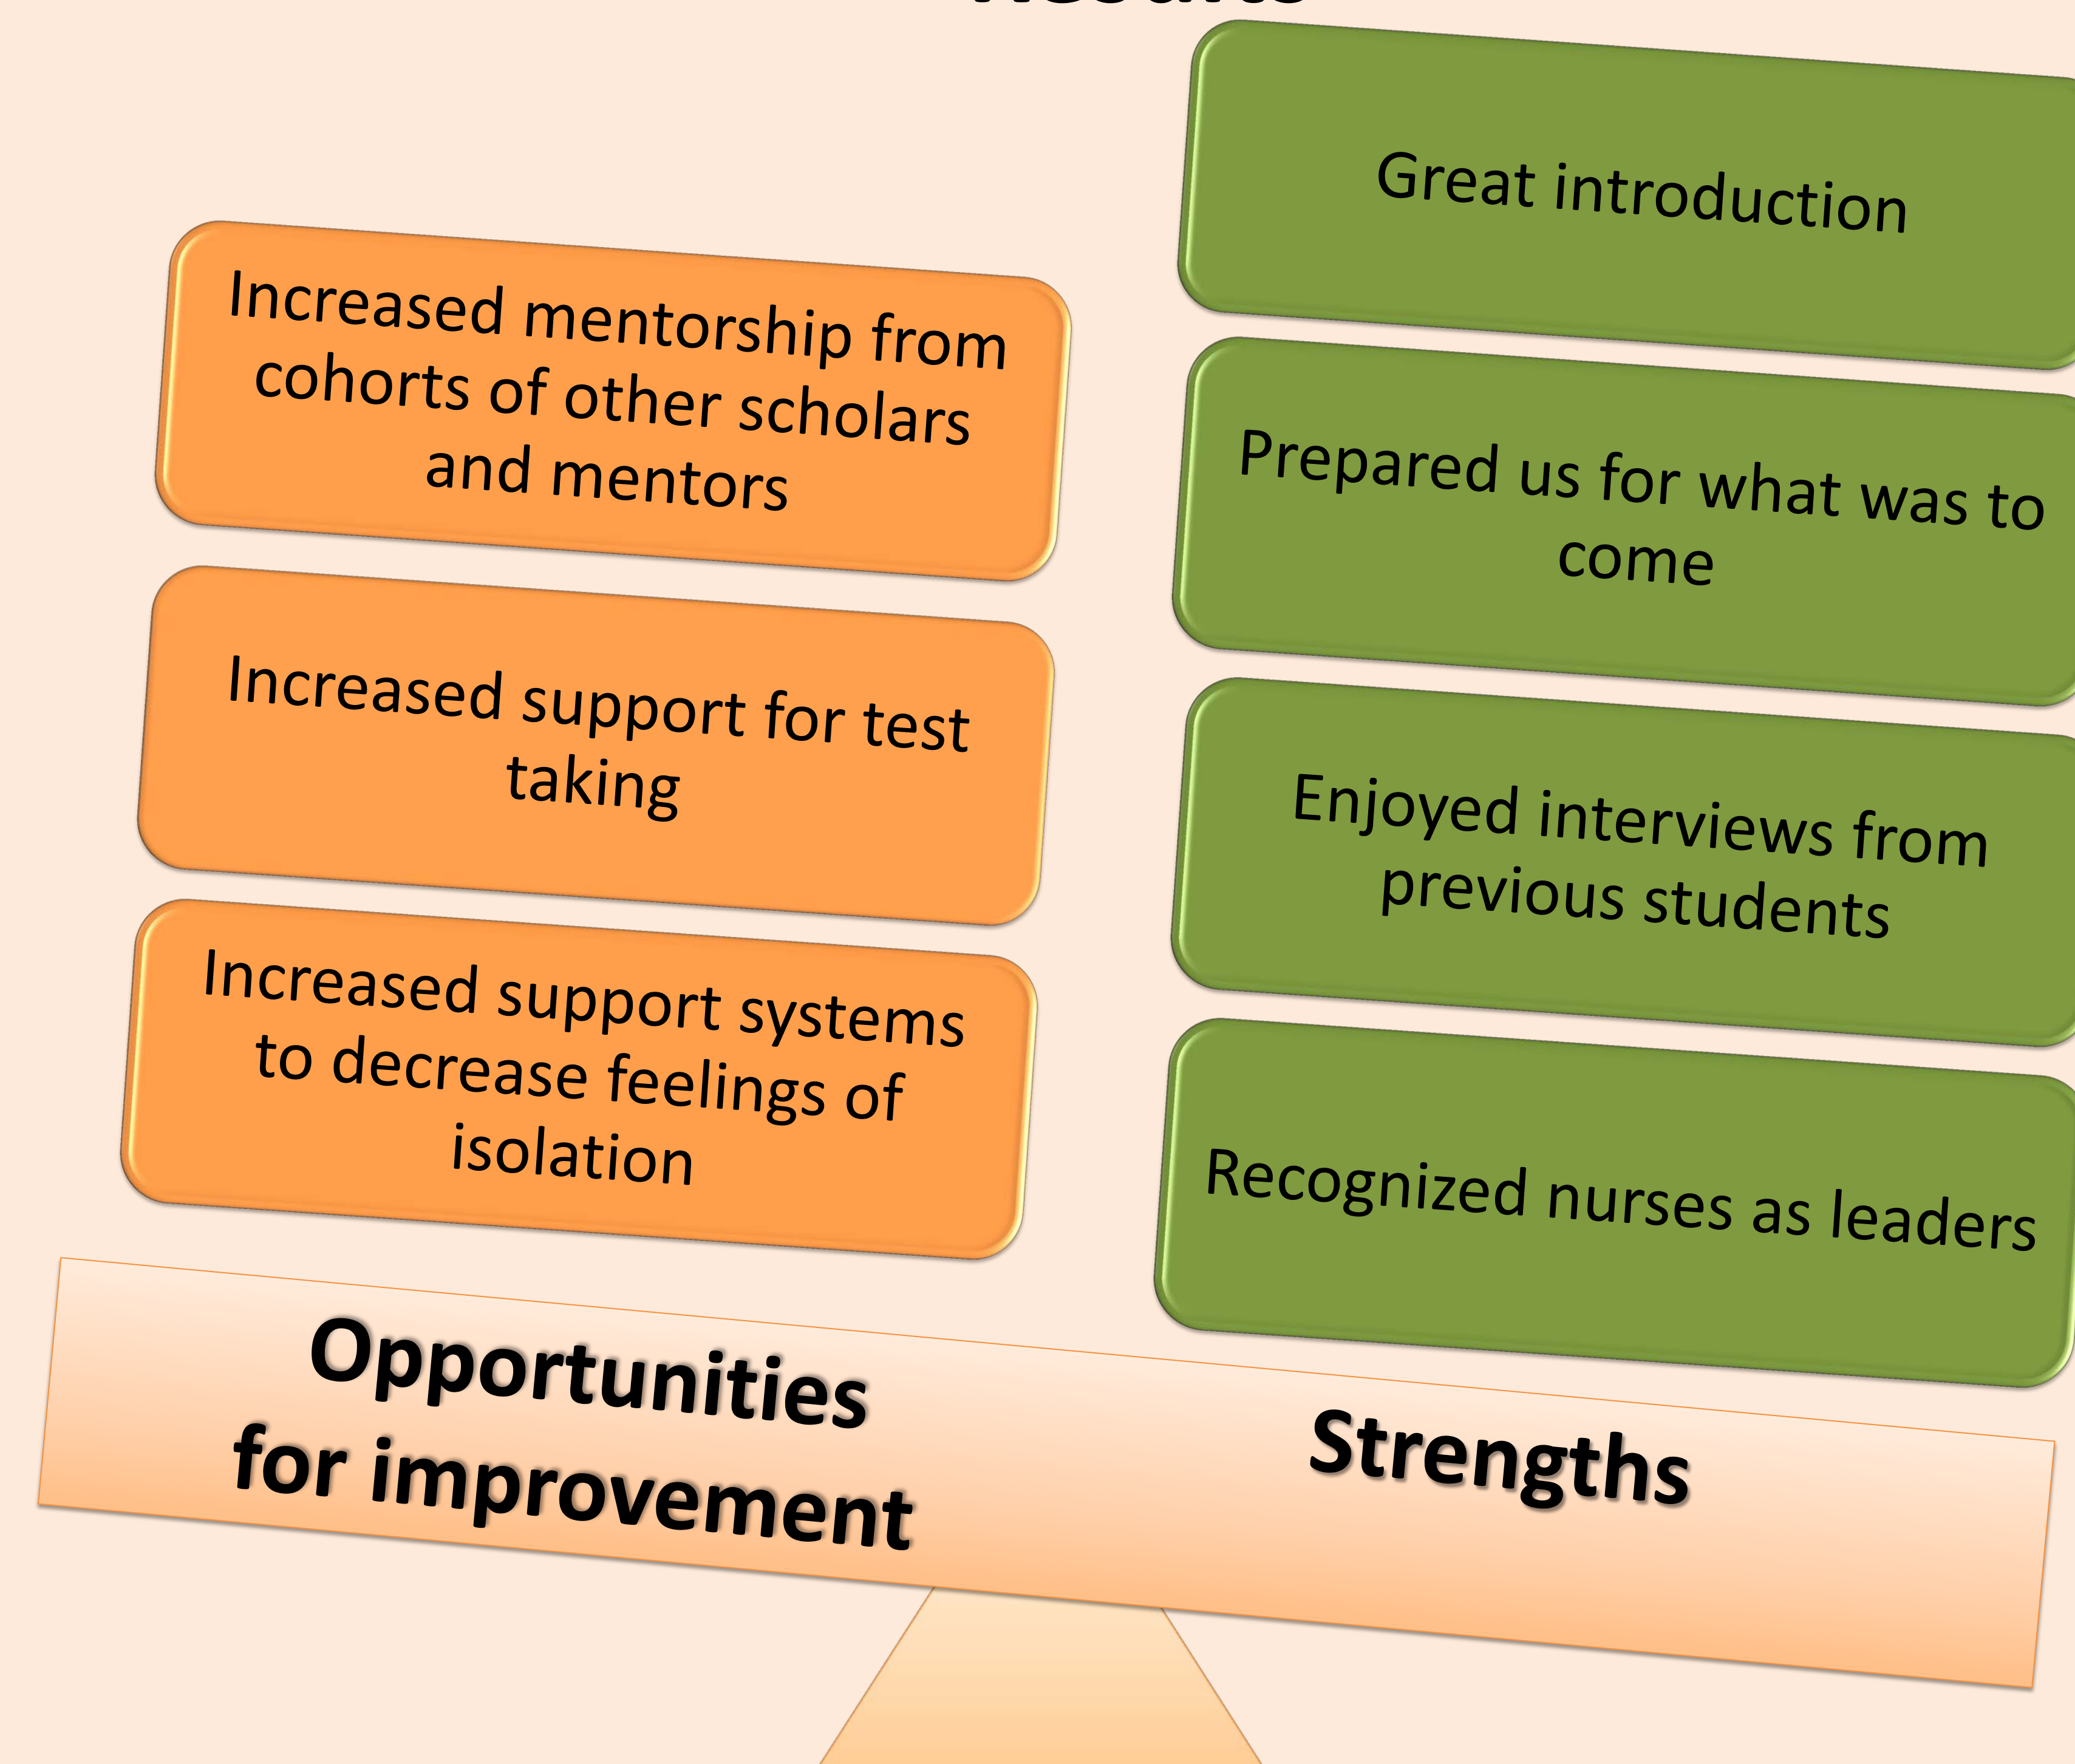 Results
Increased mentorship from
cohorts of other scholars
and mentors
Increased support for test
taking
Increased support systems
to decrease feelings of
isolation
Opportunities
for improvement
Great introduction
Prepared us for what was to
come
Enjoyed interviews from
previous students
Recognized nurses as leaders
Strengths